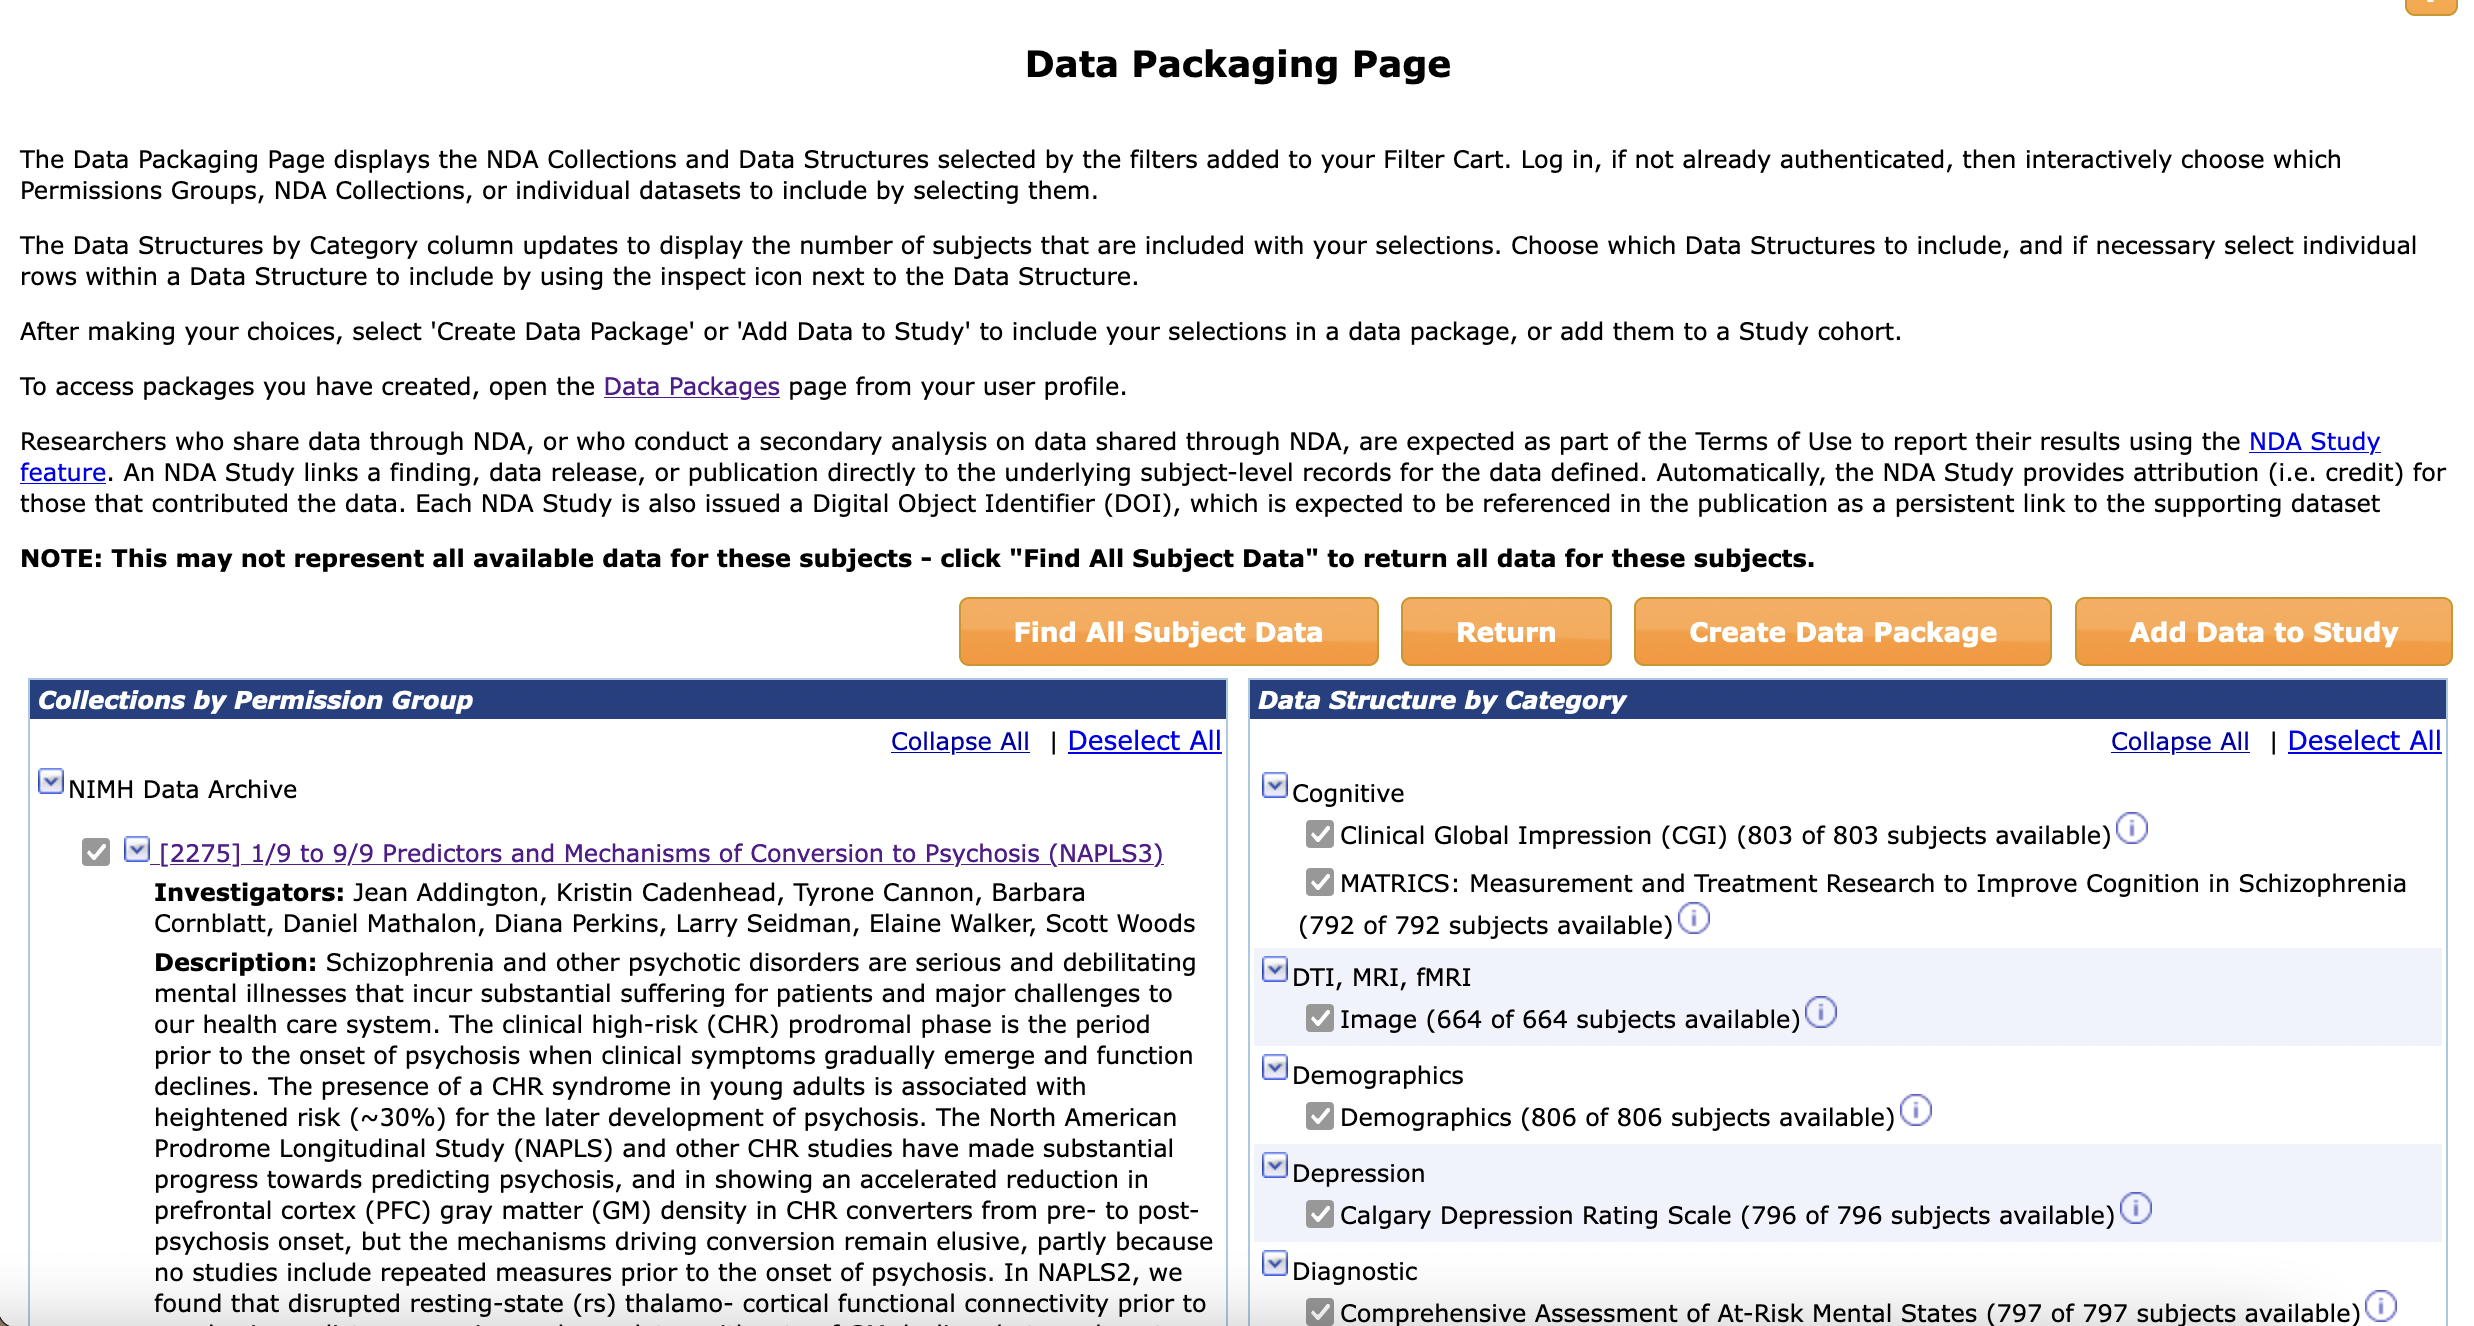 Data Packaging Page
The Data Packaging Page displays the NDA Collections and Data Structures selected by the filters added to your Filter Cart. Log in, if not already authenticated, then interactively choose which
Permissions Groups, NDA Collections, or individual datasets to include by selecting them.
The Data Structures by Category column updates to display the number of subjects that are included with your selections. Choose which Data Structures to include, and if necessary select individual
rows within a Data Structure to include by using the inspect icon next to the Data Structure.
After making your choices, select 'Create Data Package' or 'Add Data to Study' to include your selections in a data package, or add them to a Study cohort.
To access packages you have created, open the Data Packages page from your user profile.
Researchers who share data through NDA, or who conduct a secondary analysis on data shared through NDA, are expected as part of the Terms of Use to report their results using the NDA Study
feature. An NDA Study links a finding, data release, or publication directly to the underlying subject-level records for the data defined. Automatically, the NDA Study provides attribution (i.e. credit) for
those that contributed the data. Each NDA Study is also issued a Digital Object Identifier (DOI), which is expected to be referenced in the publication as a persistent link to the supporting dataset
NOTE: This may not represent all available data for these subjects - click "Find All Subject Data" to return all data for these subjects.
Find All Subject Data
Return
Create Data Package
Add Data to Study
Collections by Permission Group
Collapse All | Deselect All
NIMH Data Archive
[2275] 1/9 to 9/9 Predictors and Mechanisms of Conversion to Psychosis (NAPLS3)
Investigators: Jean Addington, Kristin Cadenhead, Tyrone Cannon, Barbara
Cornblatt, Daniel Mathalon, Diana Perkins, Larry Seidman, Elaine Walker, Scott Woods
Description: Schizophrenia and other psychotic disorders are serious and debilitating
mental illnesses that incur substantial suffering for patients and major challenges to
our health care system. The clinical high-risk (CHR) prodromal phase is the period
prior to the onset of psychosis when clinical symptoms gradually emerge and function
declines. The presence of a CHR syndrome in young adults is associated with
heightened risk (~30%) for the later development of psychosis. The North American
Prodrome Longitudinal Study (NAPLS) and other CHR studies have made substantial
progress towards predicting psychosis, and in showing an accelerated reduction in
prefrontal cortex (PFC) gray matter (GM) density in CHR converters from pre- to post-
psychosis onset, but the mechanisms driving conversion remain elusive, partly because
no studies include repeated measures prior to the onset of psychosis. In NAPLS2, we
found that disrupted resting-state (rs) thalamo- cortical functional connectivity prior to
Data Structure by Category
Collapse All | Deselect All
Cognitive
Clinical Global Impression (CGI) (803 of 803 subjects available)
MATRICS: Measurement and Treatment Research to Improve Cognition in Schizophrenia
(792 of 792 subjects available)
DTI, MRI, fMRI
Image (664 of 664 subjects available)
Demographics
Demographics (806 of 806 subjects available)
Depression
Calgary Depression Rating Scale (796 of 796 subjects available)
Diagnostic
Comprehensive Assessment of At-Risk Mental States (797 of 797 subjects available)